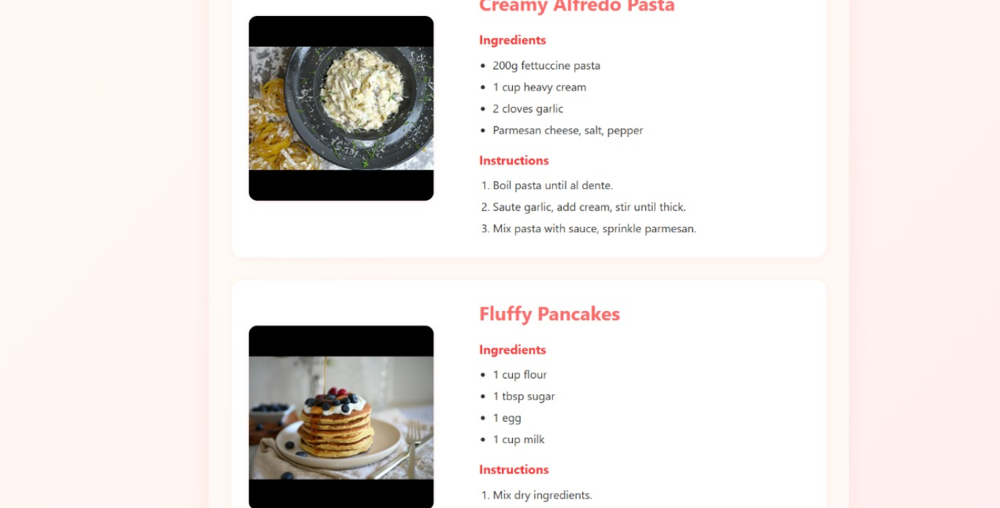 Creamy Alfredo Pasta
Ingredients
• 200g fettuccine pasta
• 1 cup heavy cream
• 2 cloves garlic
• Parmesan cheese, salt, pepper
Instructions
1. Boil pasta until al dente.
2. Saute garlic, add cream, stir until thick.
3. Mix pasta with sauce, sprinkle parmesan.
Fluffy Pancakes
Ingredients
• 1 cup flour
• 1 tbsp sugar
• 1 egg
• 1 cup milk
Instructions
1. Mix dry ingredients.